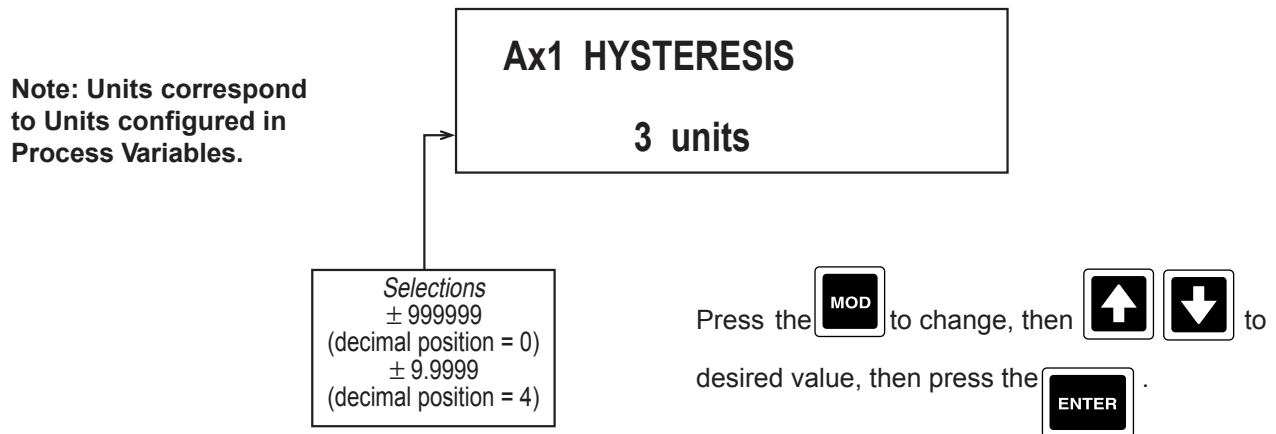 Ax1 HYSTERESIS
3 units
Note: Units correspond
to Units configured in
Process Variables.
Selections
± 999999
(decimal position = 0)
± 9.9999
(decimal position = 4)
Press the MOD to change, then to
desired value, then press the ENTER .